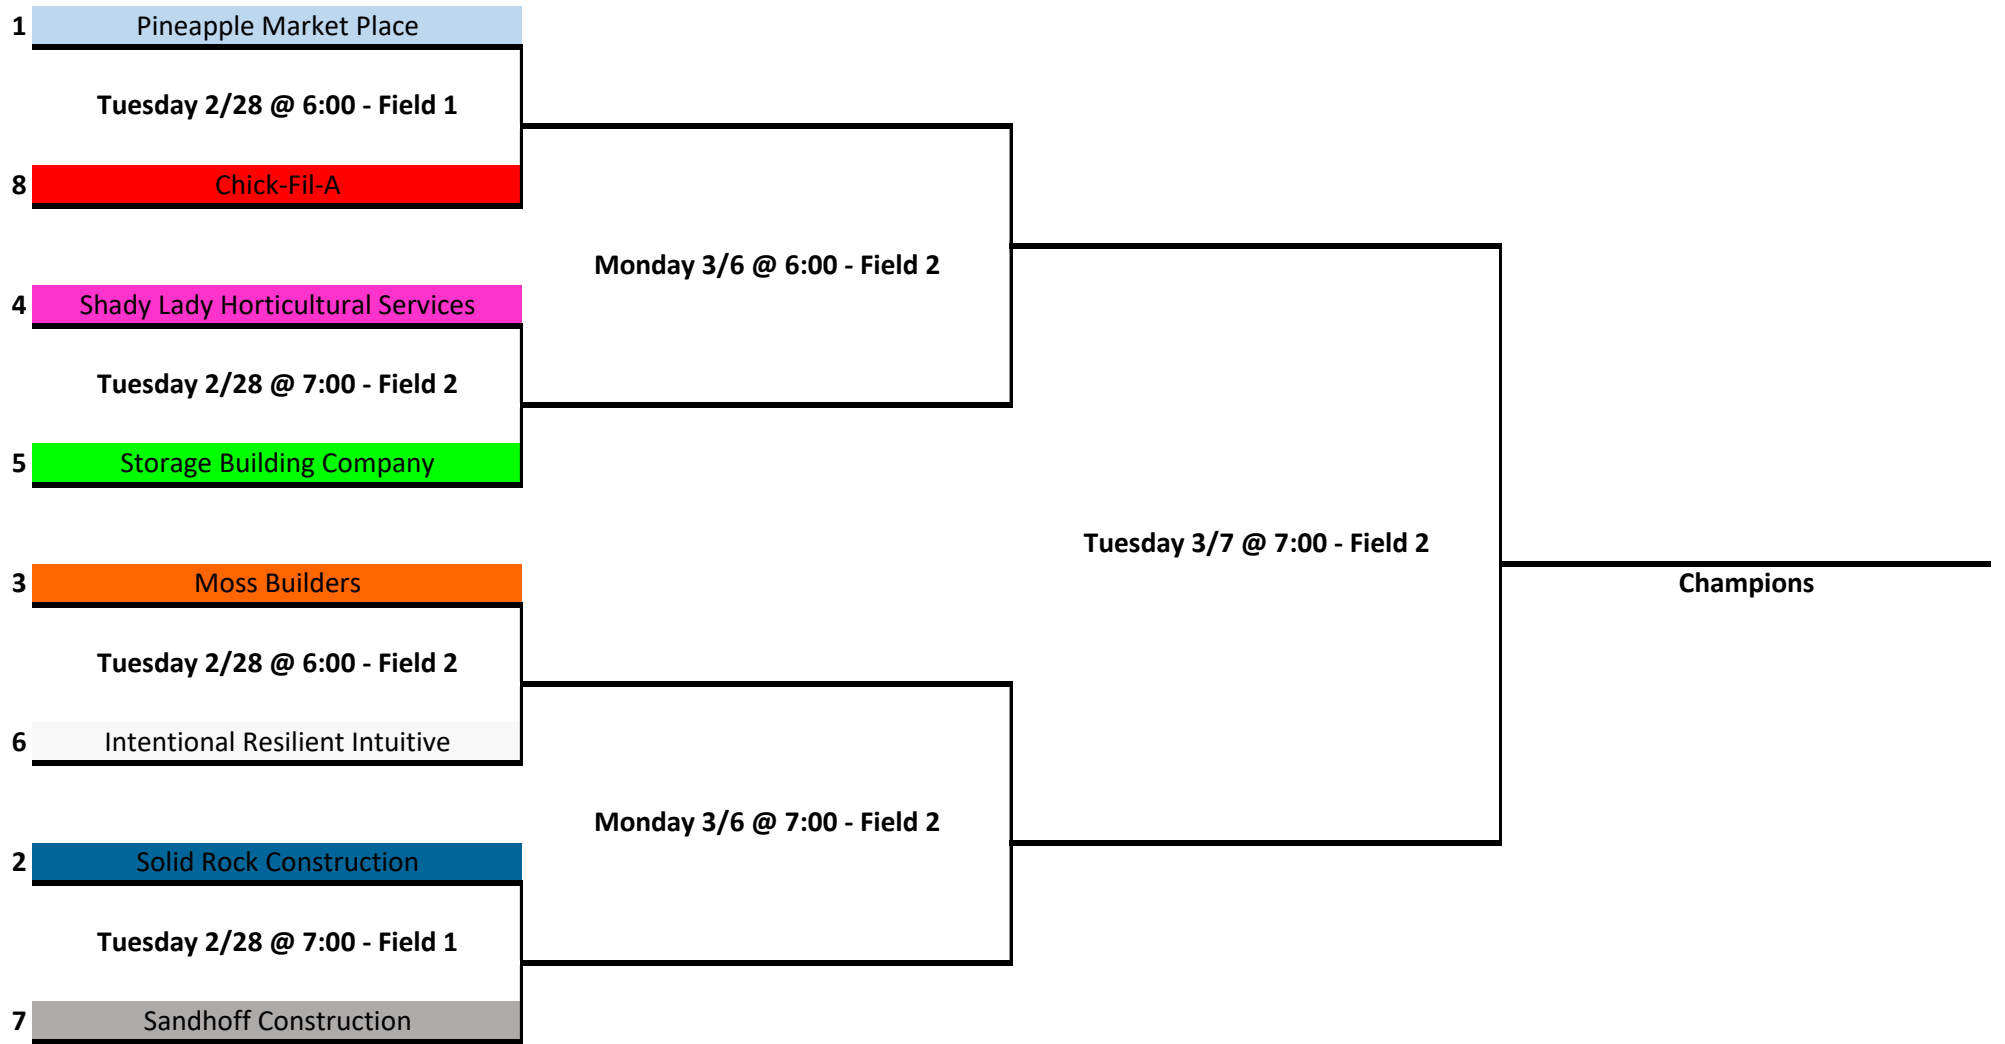 1 Pineapple Market Place
Tuesday 2/28 @ 6:00 - Field 1
8 Chick-Fil-A
Monday 3/6 @ 6:00 - Field 2
4 Shady Lady Horticultural Services
Tuesday 2/28 @ 7:00 - Field 2
5 Storage Building Company
Tuesday 3/7 @ 7:00 - Field 2
3 Moss Builders
Champions
Tuesday 2/28 @ 6:00 - Field 2
6 Intentional Resilient Intuitive
Monday 3/6 @ 7:00 - Field 2
2 Solid Rock Construction
Tuesday 2/28 @ 7:00 - Field 1
7 Sandhoff Construction